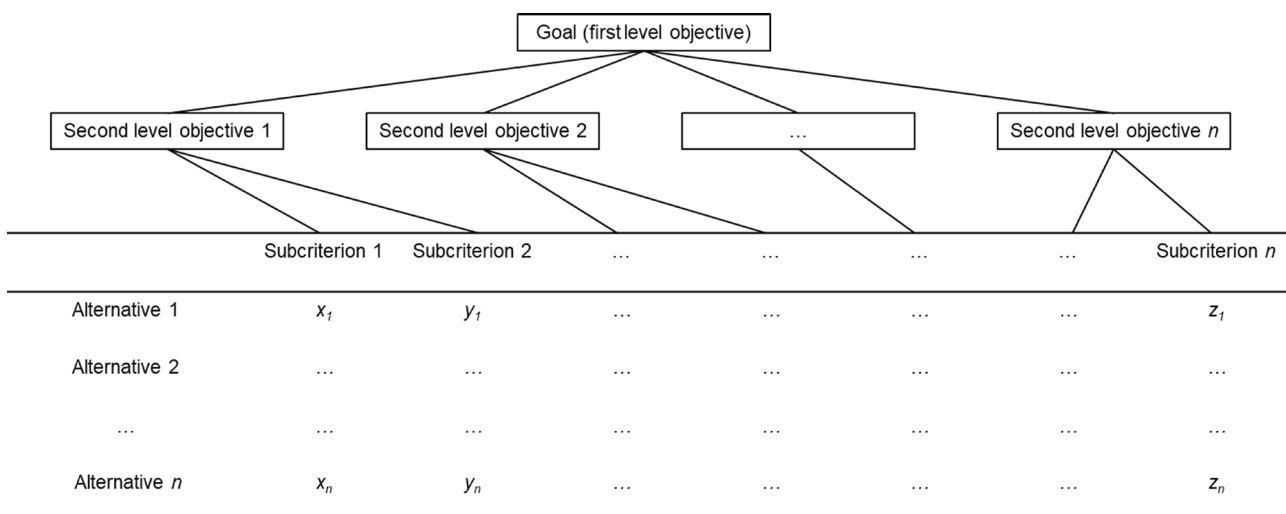 Goal (first level objective)
Second level objective 1 Second level objective 2 … Second level objective n
Subcriterion 1 Subcriterion 2 … … … … Subcriterion n
Alternative 1 x1 y1 … … … … z1
Alternative 2 … … … … … … …
… … … … … … … …
Alternative n xn yn … … … … zn